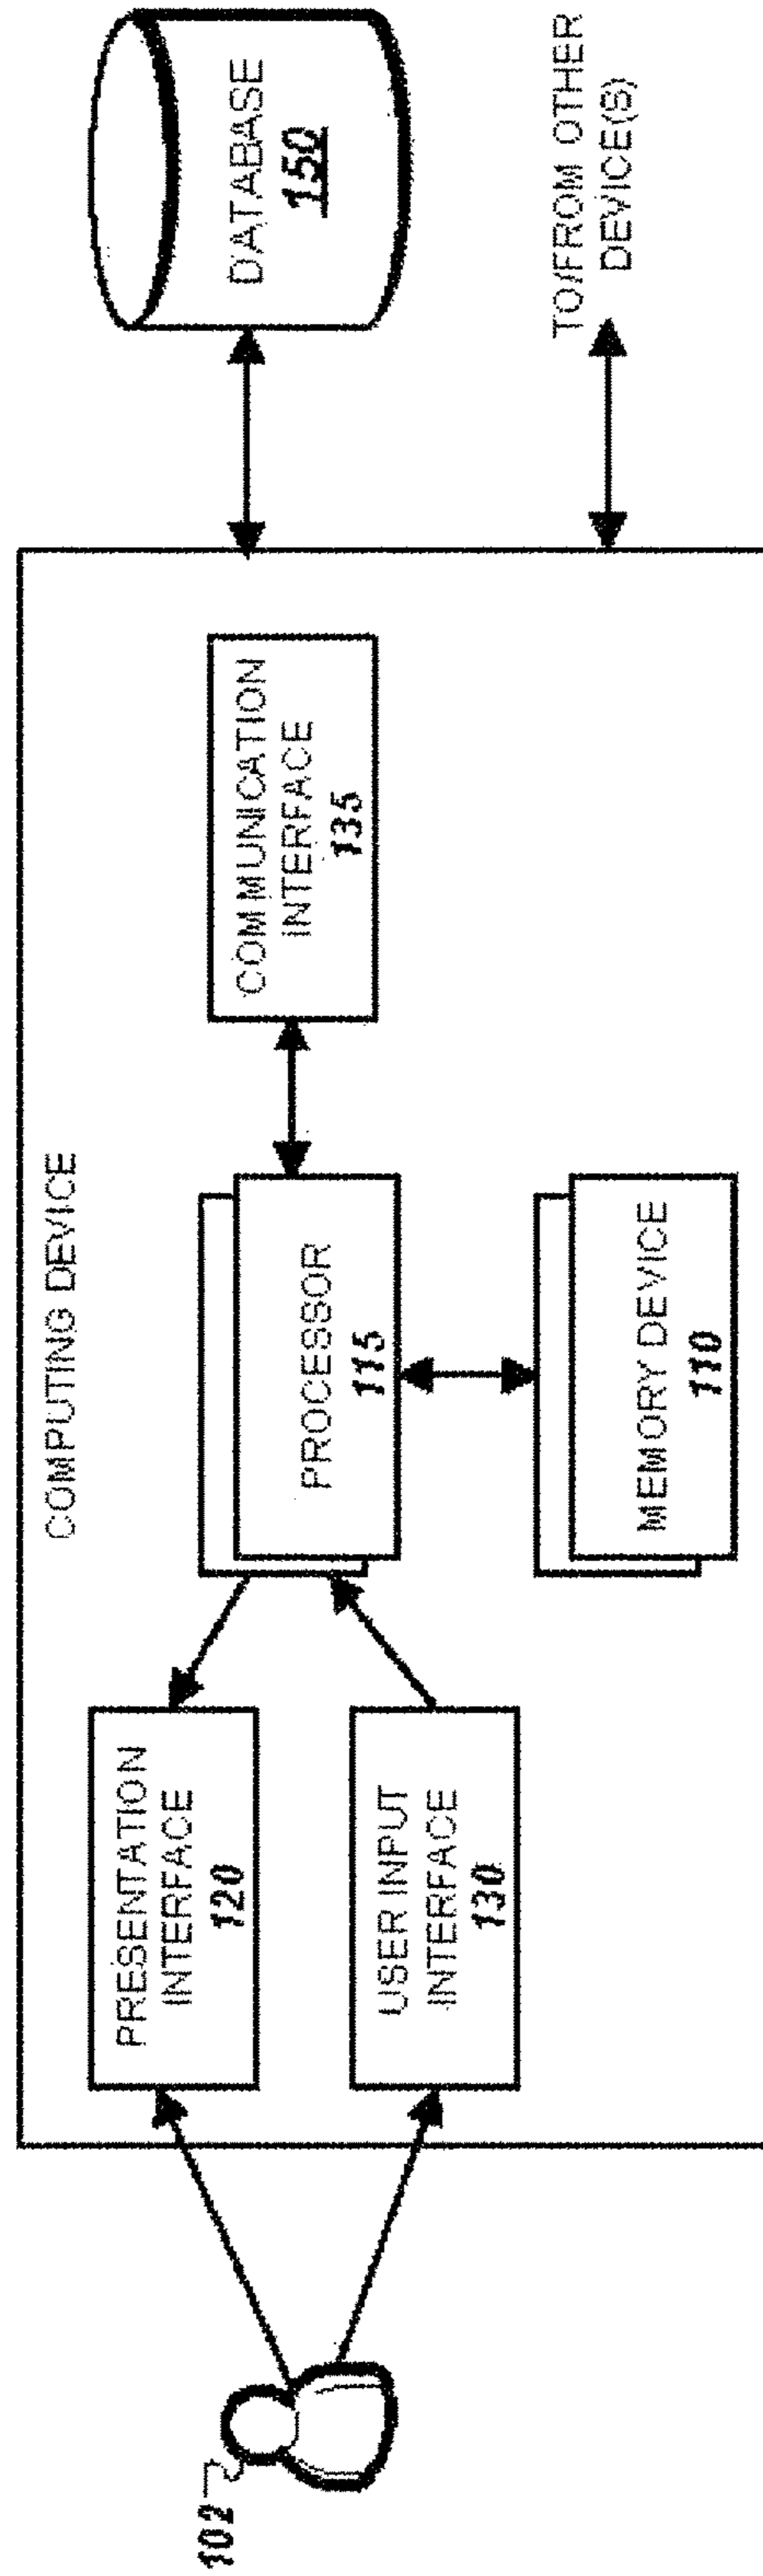 COMPUTING DEVICE
102
PRESENTATION
INTERFACE
120
USER INPUT
INTERFACE
130
PROCESSOR
115
MEMORY DEVICE
110
COMMUNICATION
INTERFACE
135
DATABASE
150
TO/FROM OTHER
DEVICE(S)